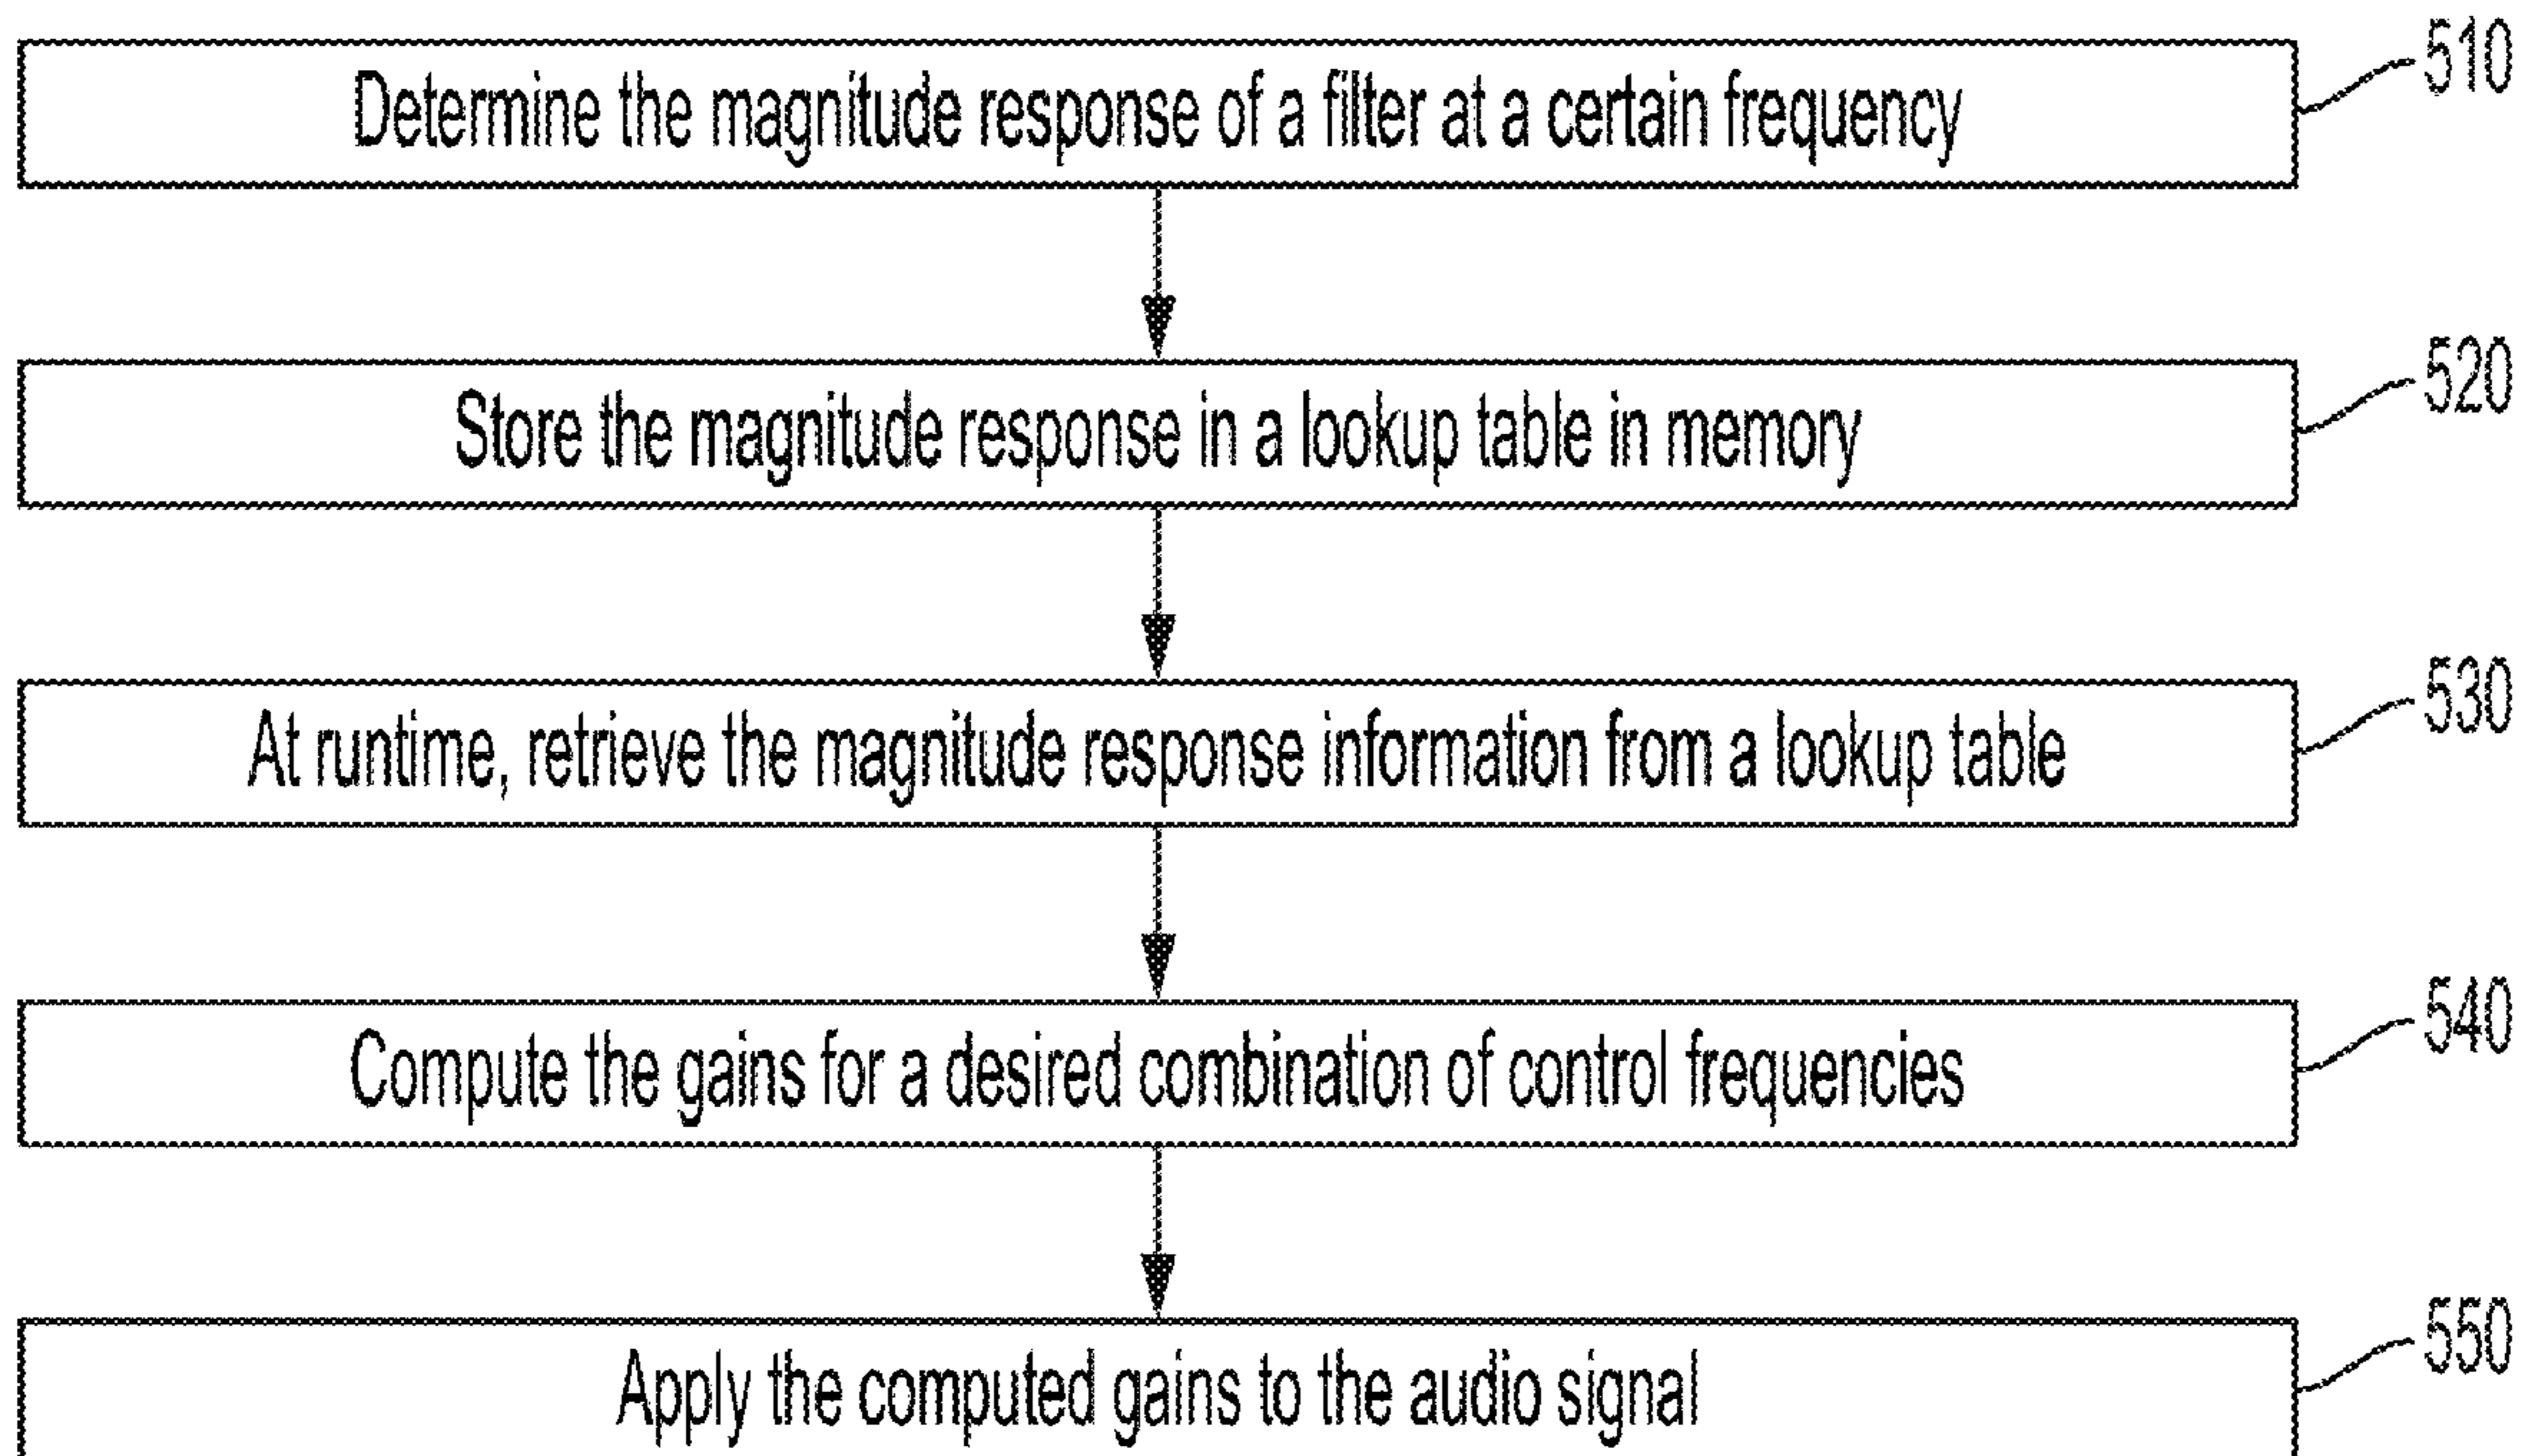 Determine the magnitude response of a filter at a certain frequency
510
Store the magnitude response in a lookup table in memory
520
At runtime, retrieve the magnitude response information from a lookup table
530
Compute the gains for a desired combination of control frequencies
540
Apply the computed gains to the audio signal
550